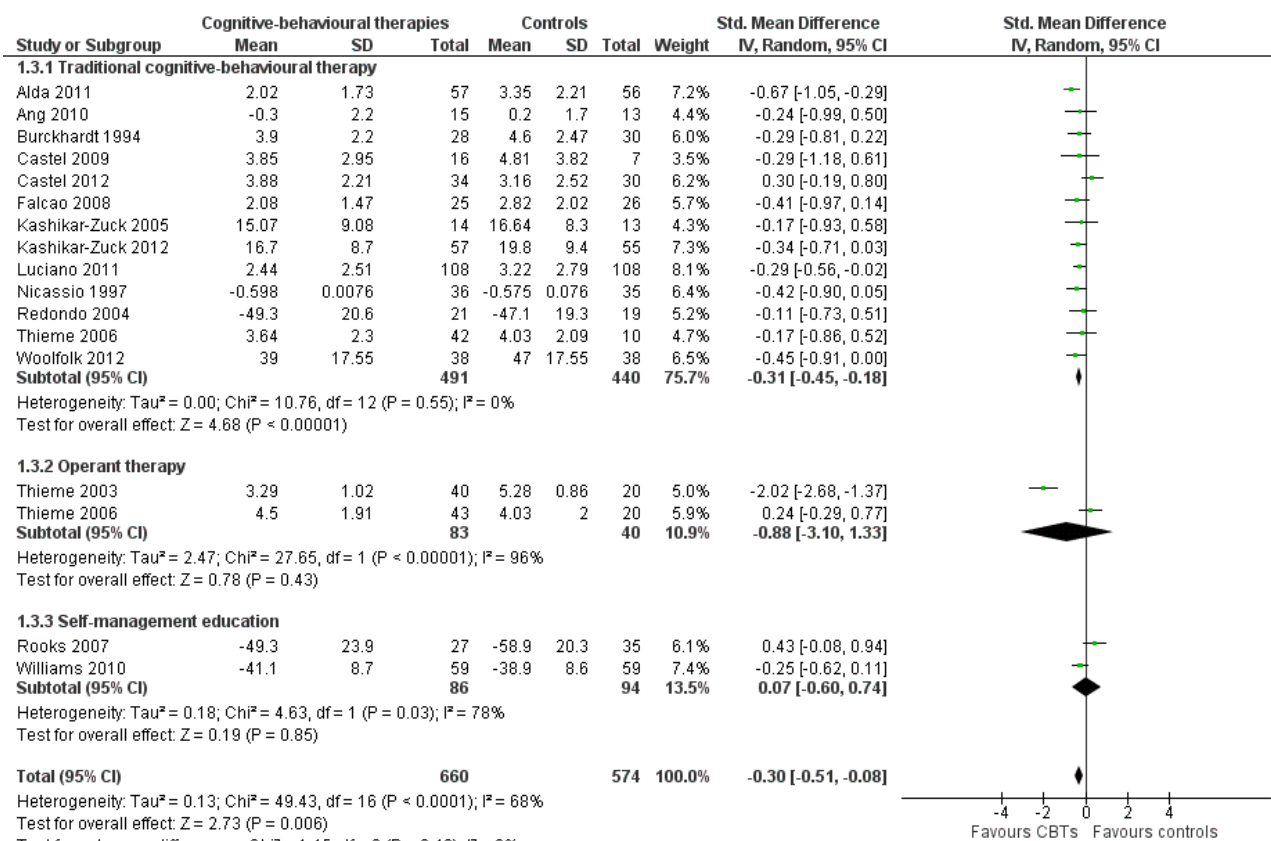 Cognitive-behavioural therapies Controls Std. Mean Difference Std. Mean Difference
Study or Subgroup Mean SD Total Mean SD Total Weight IV, Random, 95% CI IV, Random, 95% CI
1.3.1 Traditional cognitive-behavioural therapy
Alda 2011 2.02 1.73 57 3.35 2.21 56 7.2% -0.67 [-1.05, -0.29]
Ang 2010 -0.3 2.2 15 0.2 1.7 13 4.4% -0.24 [-0.99, 0.50]
Burckhardt 1994 3.9 2.2 28 4.6 2.47 30 6.0% -0.29 [-0.81, 0.22]
Castel 2009 3.85 2.95 16 4.81 3.82 7 3.5% -0.29 [-1.18, 0.61]
Castel 2012 3.88 2.21 34 3.16 2.52 30 6.2% 0.30 [-0.19, 0.80]
Falcao 2008 2.08 1.47 25 2.82 2.02 26 5.8% -0.41 [-0.97, 0.14]
Kashikar-Zuck 2005 15.07 9.08 14 16.64 8.3 13 4.3% -0.17 [-0.93, 0.58]
Kashikar-Zuck 2012 16.7 8.7 57 19.8 9.4 55 7.3% -0.34 [-0.71, 0.03]
Luciano 2011 2.44 2.51 108 3.22 2.79 108 8.1% -0.29 [-0.56, -0.02]
Nicassio 1997 -0.598 0.0076 36 -0.575 0.076 35 6.4% -0.42 [-0.90, 0.05]
Redondo 2004 -49.3 20.6 21 -47.1 19.3 19 5.2% -0.11 [-0.73, 0.51]
Thieme 2006 3.64 2.3 42 4.03 2.09 10 4.7% -0.17 [-0.86, 0.52]
Woolfolk 2012 39 17.55 38 47 17.55 38 6.5% -0.45 [-0.91, 0.00]
Subtotal (95% CI) 491 440 75.7% -0.31 [-0.45, -0.18]
Heterogeneity: Tau² = 0.00; Chi² = 10.76, df = 12 (P = 0.55); I² = 0%
Test for overall effect: Z = 4.68 (P < 0.00001)
1.3.2 Operant therapy
Thieme 2003 3.29 1.02 40 5.28 0.86 20 5.0% -2.02 [-2.68, -1.37]
Thieme 2006 4.5 1.91 43 4.03 2 20 5.9% 0.24 [-0.29, 0.77]
Subtotal (95% CI) 83 40 10.9% -0.88 [-3.10, 1.33]
Heterogeneity: Tau² = 2.47; Chi² = 27.65, df = 1 (P < 0.00001); I² = 96%
Test for overall effect: Z = 0.78 (P = 0.43)
1.3.3 Self-management education
Rooks 2007 -49.3 23.9 27 -58.9 20.3 35 6.1% 0.43 [-0.08, 0.94]
Williams 2010 -41.1 8.7 59 -38.9 8.6 59 7.4% -0.25 [-0.62, 0.11]
Subtotal (95% CI) 86 94 13.5% 0.07 [-0.60, 0.74]
Heterogeneity: Tau² = 0.18; Chi² = 4.63, df = 1 (P = 0.03); I² = 78%
Test for overall effect: Z = 0.19 (P = 0.85)
Total (95% CI) 660 574 100.0% -0.30 [-0.51, -0.08]
Heterogeneity: Tau² = 0.13; Chi² = 49.43, df = 16 (P < 0.0001); I² = 68%
Test for overall effect: Z = 2.73 (P = 0.006)
-4 -2 0 2 4
Favours CBTs Favours controls